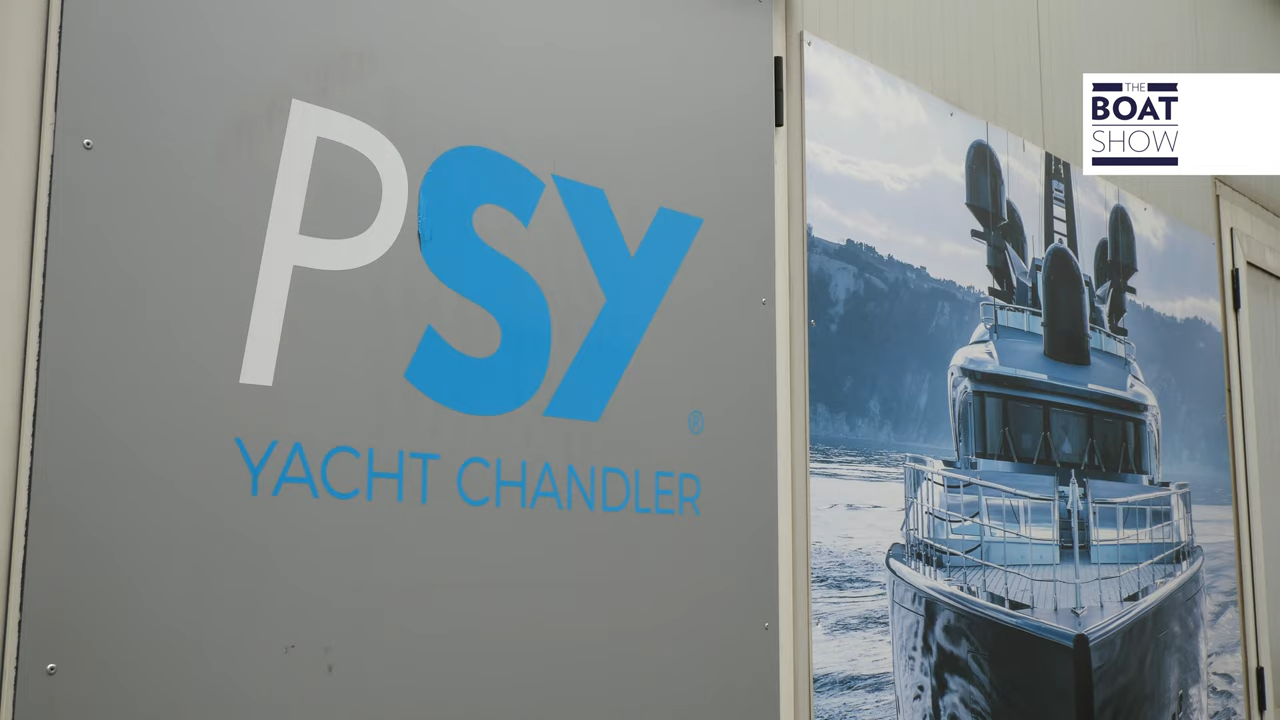 PSY
®
YACHT CHANDLER
THE
BOAT
SHOW